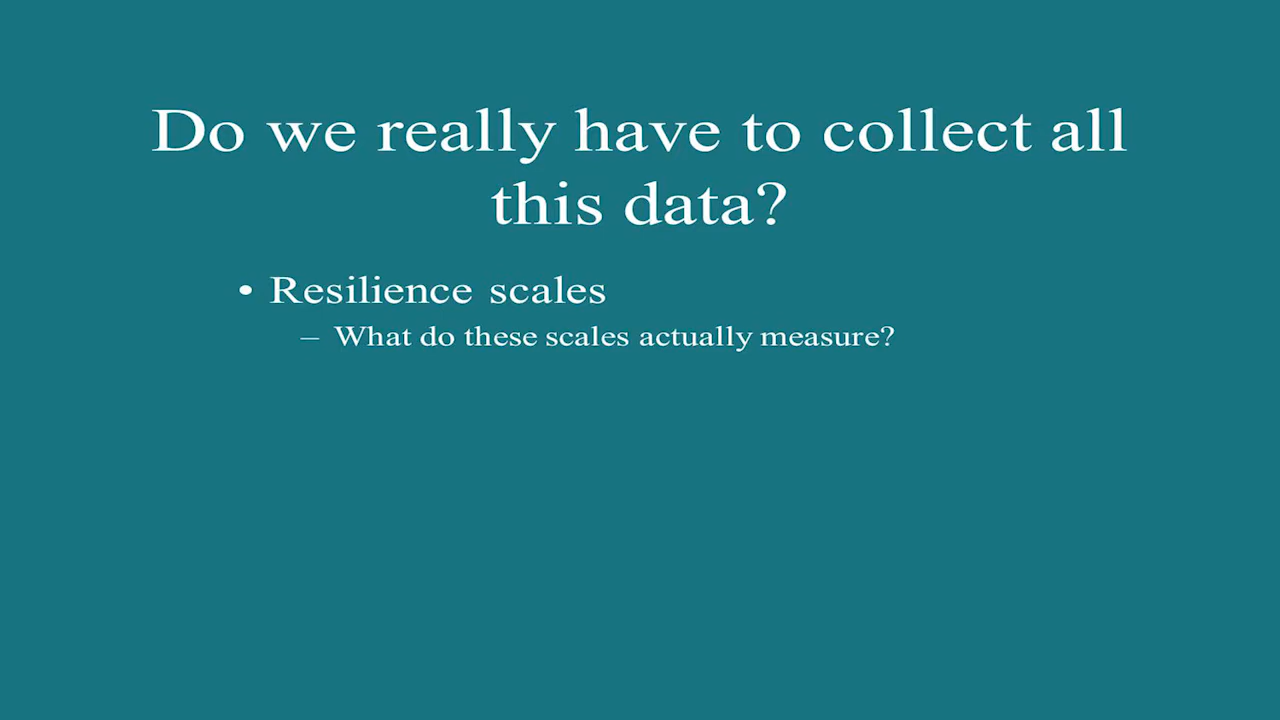 Do we really have to collect all
this data?
• Resilience scales
– What do these scales actually measure?